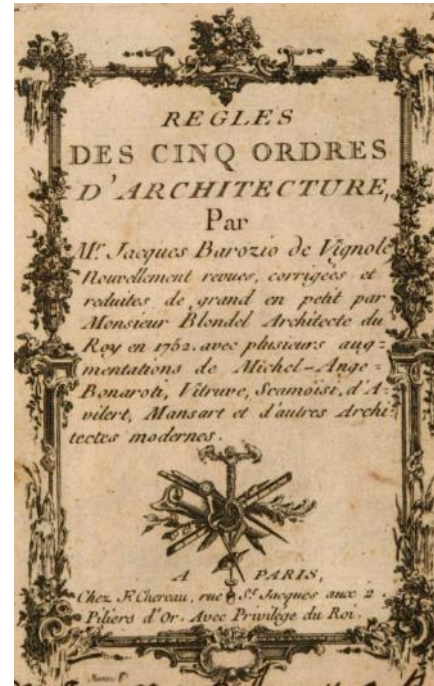 REGLES
DES CINQ ORDRES
D'ARCHITECTURE,
Par
Mr. Jacques Barozio de Vignole
Nouvellement revues, corrigées et
reduites de grand en petit par
Monsieur Blondel Architecte du
Roy en 1752. avec plusieurs aug=
mentations de Michel-Ange=
Bonaroti, Vitruve, Scamoisi, d'A=
vilert, Mansart et d'autres Archi=
tectes modernes.
A PARIS,
Chez F. Chereau, rue St. Jacques aux 2.
Piliers d'Or. Avec Privilege du Roi.